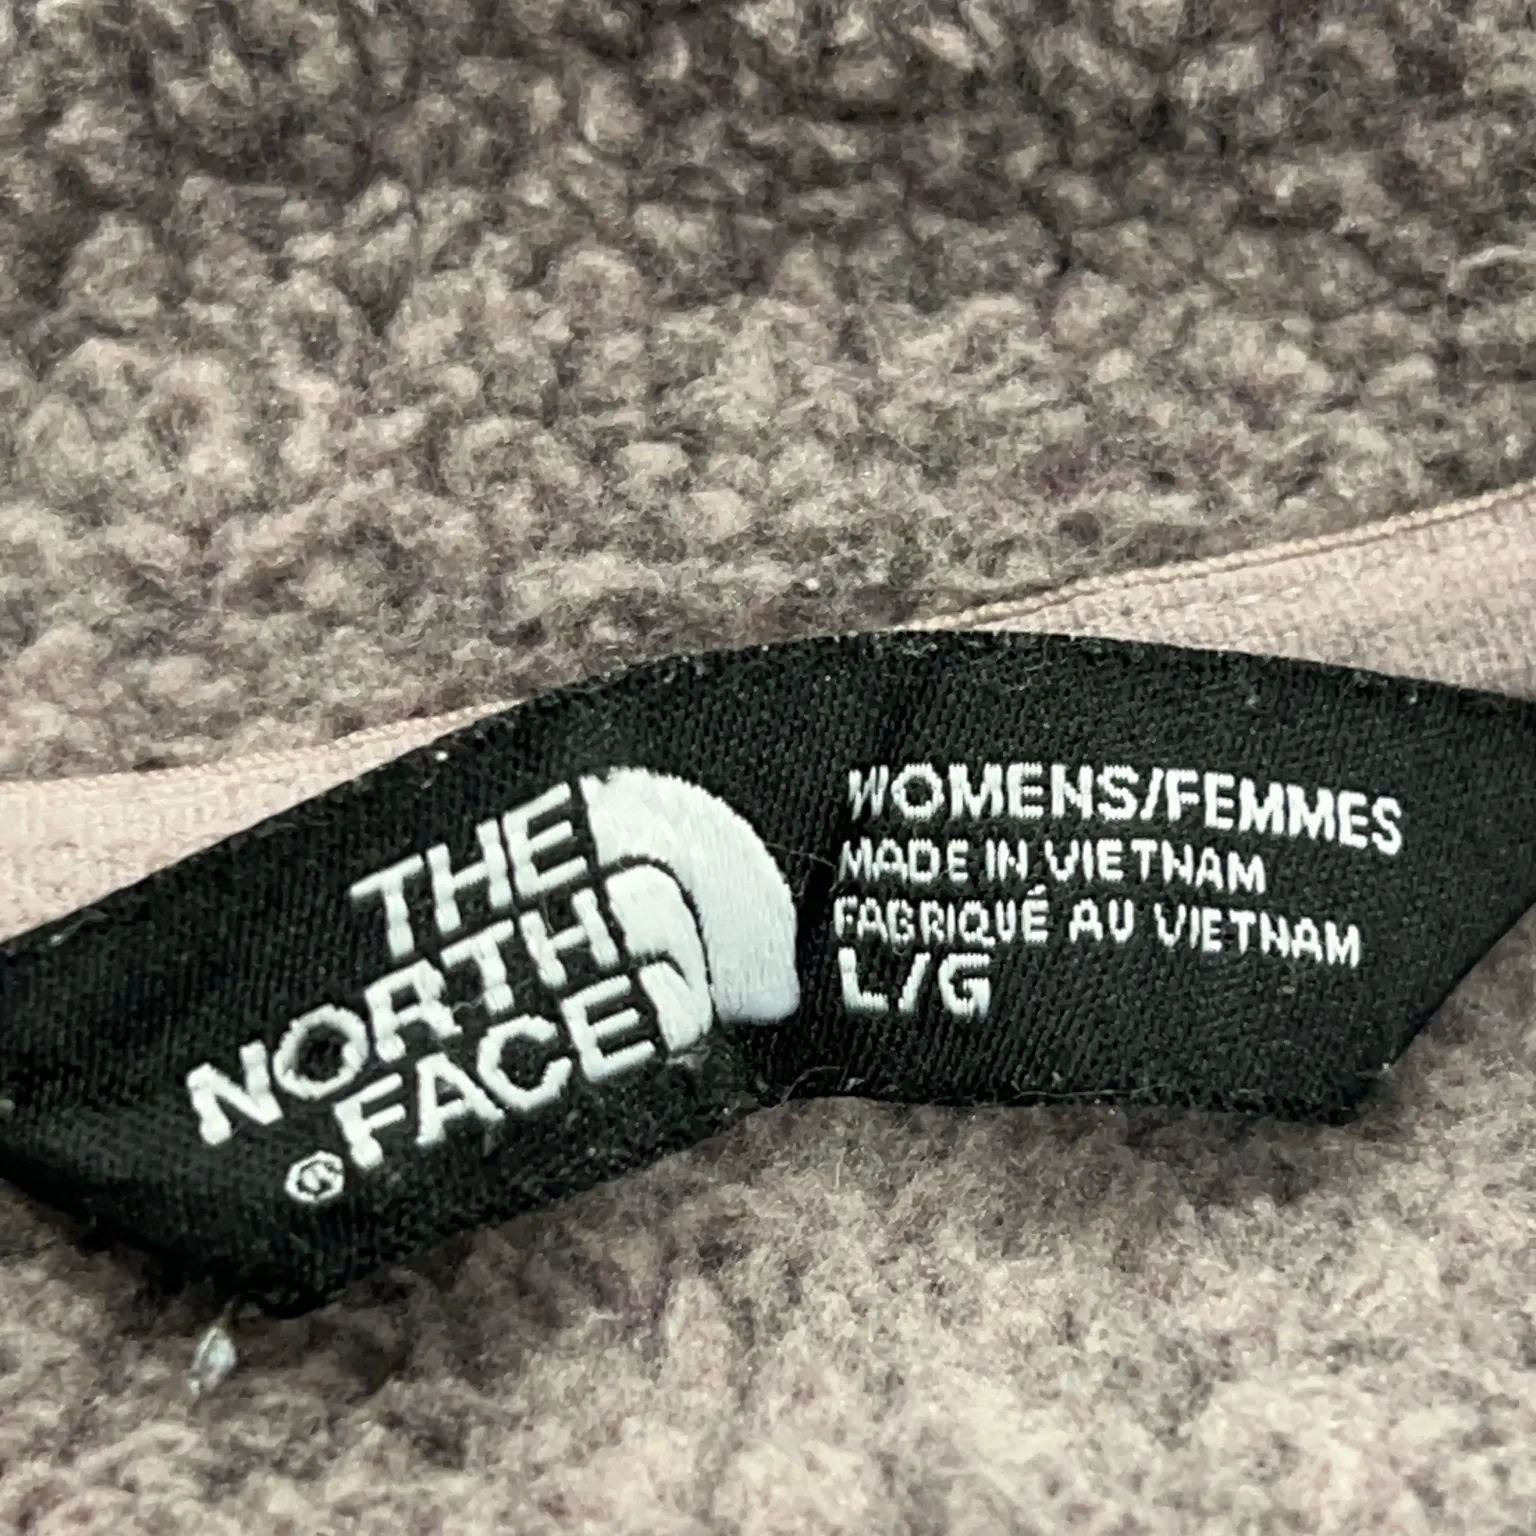 THE
NORTH
FACE
®
WOMENS/FEMMES
MADE IN VIETNAM
FABRIQUÉ AU VIETNAM
L/G